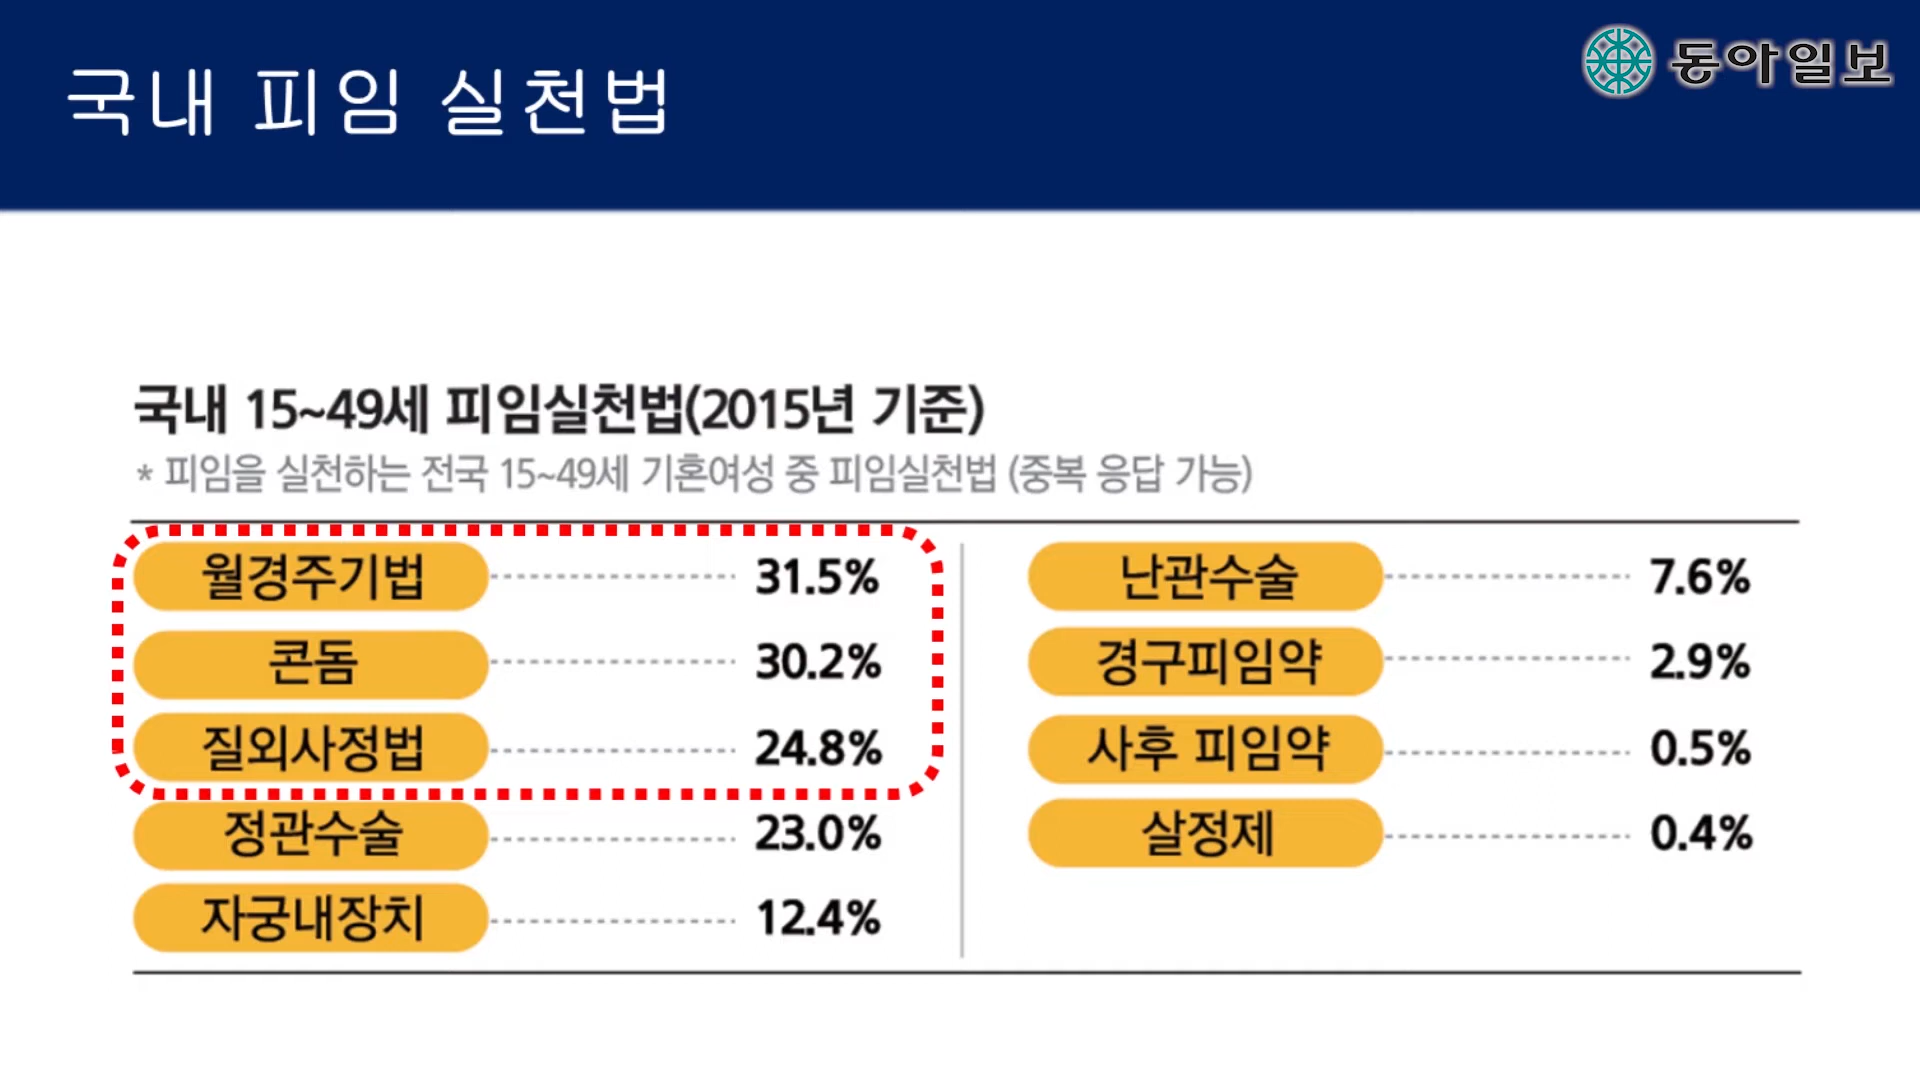 국내 피임 실천법
동아일보
국내 15~49세 피임실천법(2015년 기준)
* 피임을 실천하는 전국 15~49세 기혼여성 중 피임실천법 (중복 응답 가능)
월경주기법 31.5%
콘돔 30.2%
질외사정법 24.8%
정관수술 23.0%
자궁내장치 12.4%
난관수술 7.6%
경구피임약 2.9%
사후 피임약 0.5%
살정제 0.4%